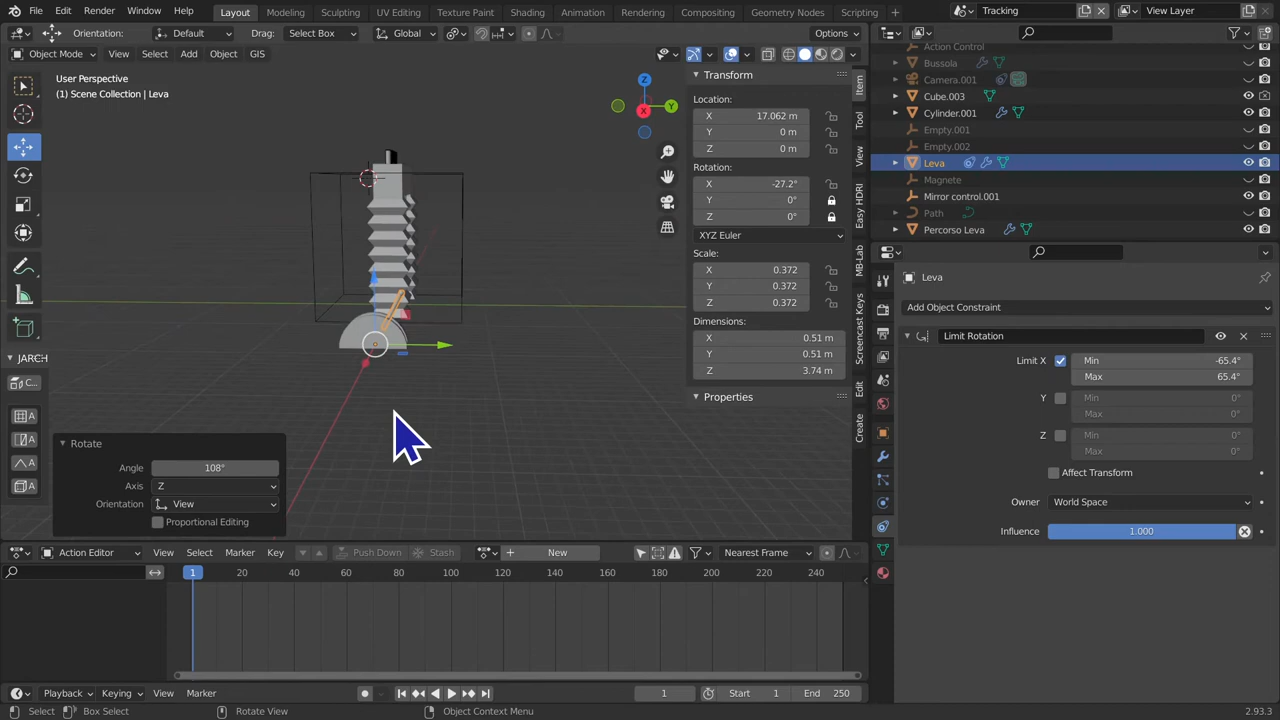 File Edit Render Window Help Layout Modeling Sculpting UV Editing Texture Paint Shading Animation Rendering Compositing Geometry Nodes Scripting + Tracking View Layer
Orientation: Default Drag: Select Box Global Options
Object Mode View Select Add Object GIS
User Perspective
(1) Scene Collection | Leva
Z
Y
X
Transform
Location:
X 17.062 m
Y 0 m
Z 0 m
Rotation:
X -27.2°
Y 0°
Z 0°
XYZ Euler
Scale:
X 0.372
Y 0.372
Z 0.372
Dimensions:
X 0.51 m
Y 0.51 m
Z 3.74 m
Properties
Item
Tool
View
Easy HDRI
MB-Lab
Screencast Keys
Edit
Create
JARCH
C...
A
A
A
A
Rotate
Angle 108°
Axis Z
Orientation View
Proportional Editing
Action Control
Bussola
Camera.001
Cube.003
Cylinder.001
Empty.001
Empty.002
Leva
Magnete
Mirror control.001
Path
Percorso Leva
Leva
Add Object Constraint
Limit Rotation
Limit X Min -65.4°
Max 65.4°
Y Min 0°
Max 0°
Z Min 0°
Max 0°
Affect Transform
Owner World Space
Influence 1.000
Action Editor View Select Marker Key Push Down Stash + New Nearest Frame
1 20 40 60 80 100 120 140 160 180 200 220 240
Playback Keying View Marker 1 Start 1 End 250
Select Box Select Rotate View Object Context Menu 2.93.3